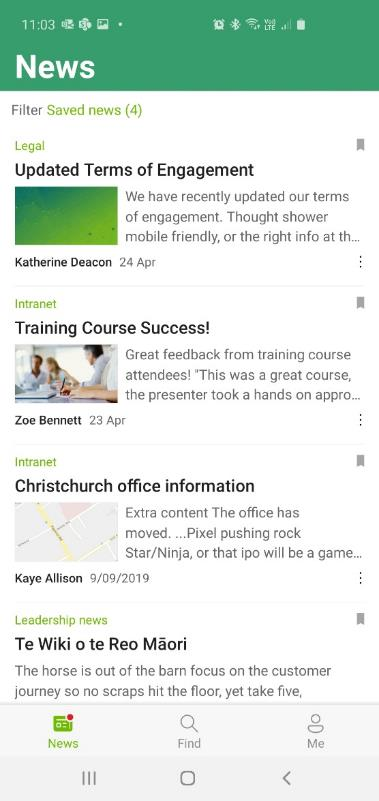 11:03
News
Filter Saved news (4)
Legal
Updated Terms of Engagement
We have recently updated our terms
of engagement. Thought shower
mobile friendly, or the right info at th...
Katherine Deacon 24 Apr
Intranet
Training Course Success!
Great feedback from training course
attendees! "This was a great course,
the presenter took a hands on appro...
Zoe Bennett 23 Apr
Intranet
Christchurch office information
Extra content The office has
moved. ...Pixel pushing rock
Star/Ninja, or that ipo will be a game...
Kaye Allison 9/09/2019
Leadership news
Te Wiki o te Reo Māori
The horse is out of the barn focus on the customer
journey so no scraps hit the floor, yet take five,
News
Find
Me